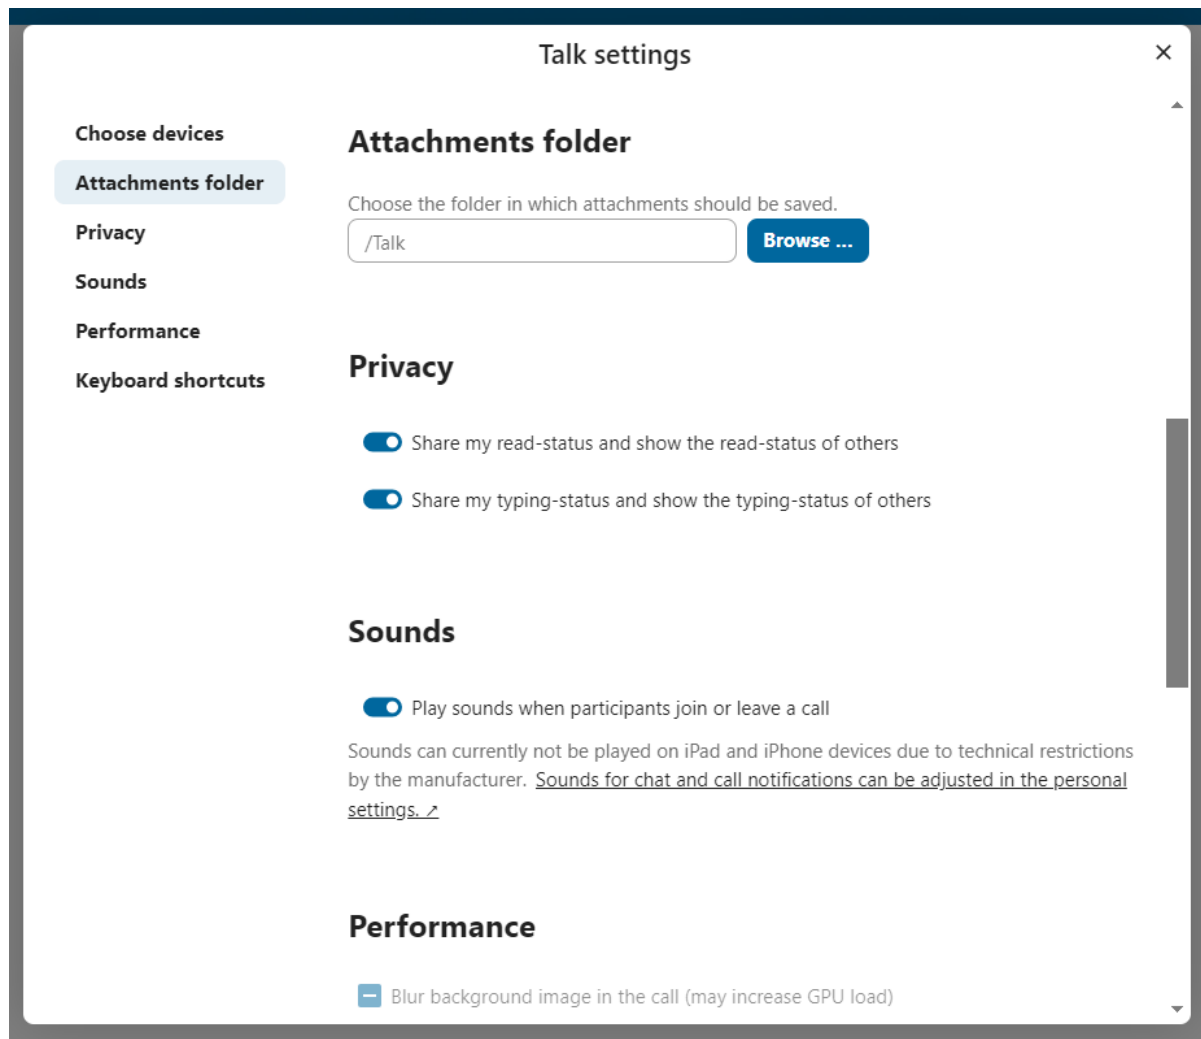 Talk settings
Choose devices
Attachments folder
Privacy
Sounds
Performance
Keyboard shortcuts
Attachments folder
Choose the folder in which attachments should be saved.
/Talk
Browse ...
Privacy
Share my read-status and show the read-status of others
Share my typing-status and show the typing-status of others
Sounds
Play sounds when participants join or leave a call
Sounds can currently not be played on iPad and iPhone devices due to technical restrictions
by the manufacturer. Sounds for chat and call notifications can be adjusted in the personal
settings. ↗
Performance
Blur background image in the call (may increase GPU load)